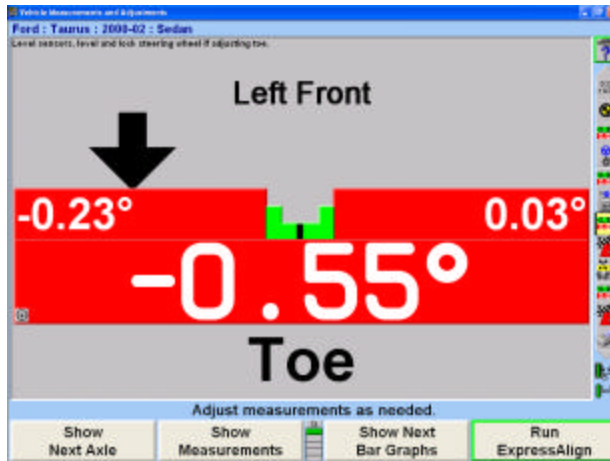 Vehicle Measurements and Adjustments
Ford : Taurus : 2000-02 : Sedan
Level sensors, level and lock steering wheel if adjusting toe.
Left Front
-0.23° 0.03°
-0.55°
Toe
Adjust measurements as needed.
Show Next Axle
Show Measurements
Show Next Bar Graphs
Run ExpressAlign